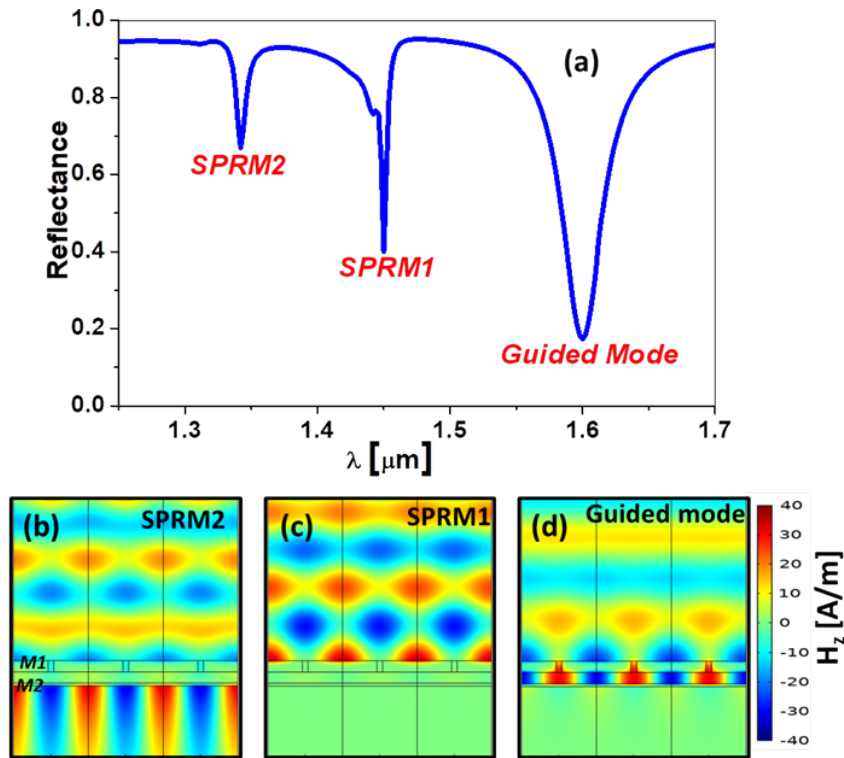 1.0
(a)
0.8
SPRM2
0.6
Reflectance
0.4
SPRM1
0.2
Guided Mode
0.0
1.3 1.4 1.5 1.6 1.7
λ [μm]
(b) SPRM2
(c) SPRM1
(d) Guided mode
M1
M2
40
30
20
10
0
-10
-20
-30
-40
Hz [A/m]